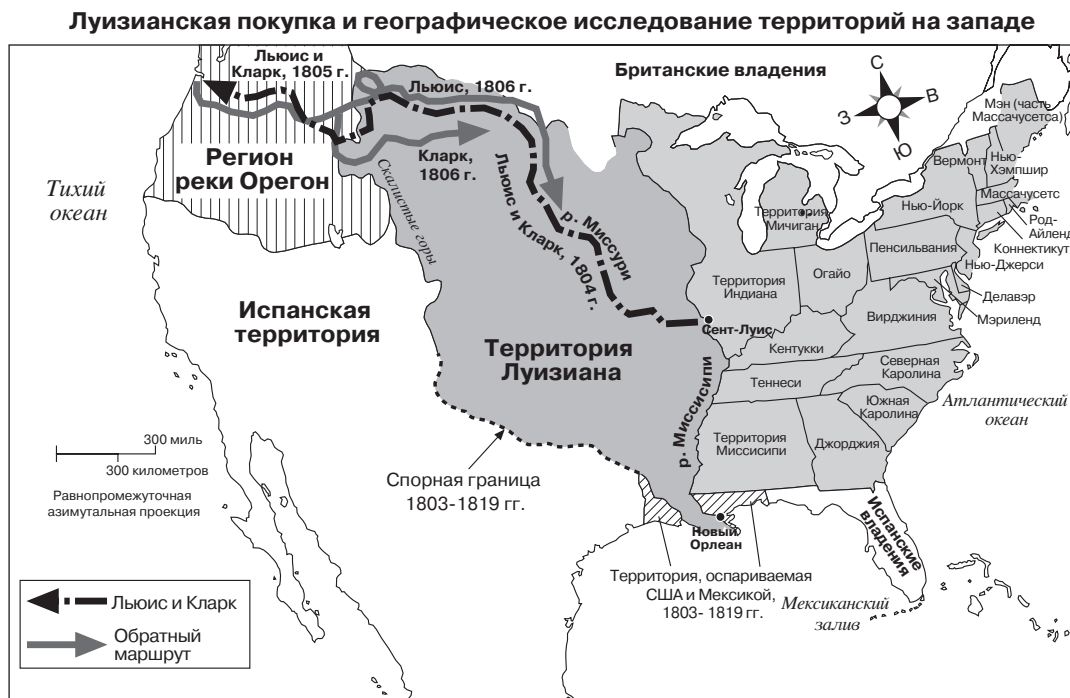 Луизианская покупка и географическое исследование территорий на западе
Льюис и
Кларк, 1805 г.
Льюис, 1806 г.
Британские владения
С
В
З
Ю
Мэн (часть
Массачусетса)
Вермонт
Нью-
Хэмпшир
Массачусетс
Нью-Йорк
Род-
Айленд
Коннектикут
Регион
реки Орегон
Кларк,
1806 г.
Тихий
океан
Скалистые горы
Льюис и Кларк, 1804 г.
р. Миссури
Территория
Мичиган
Пенсильвания
Нью-Джерси
Территория
Индиана
Огайо
Делавэр
Мэриленд
Испанская
территория
Сент-Луис
Вирджиния
Кентукки
Территория
Луизиана
Теннеси
Северная
Каролина
Южная
Каролина
Атлантический
океан
р. Миссисипи
Территория
Миссисипи
Джорджия
300 миль
300 километров
Равнопромежуточная
азимутальная проекция
Спорная граница
1803-1819 гг.
Новый
Орлеан
Испанские
владения
Территория, оспариваемая
США и Мексикой,
1803- 1819 гг.
Мексиканский
залив
Льюис и Кларк
Обратный
маршрут